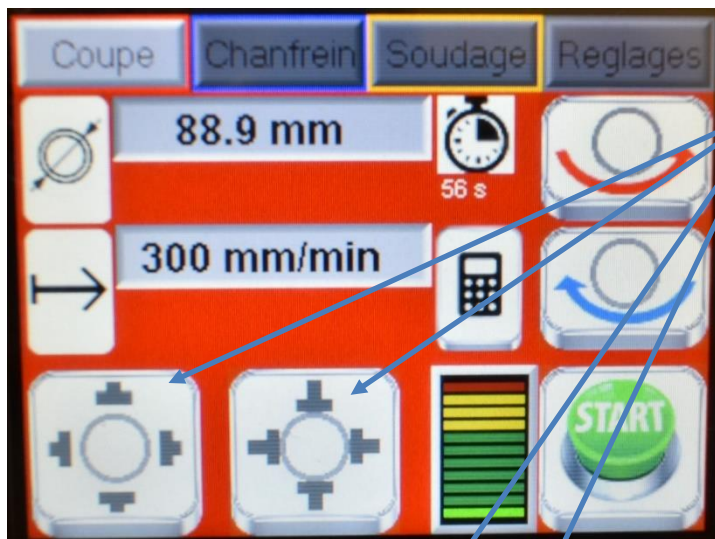 Coupe Chanfrein Soudage Reglages
88.9 mm
56 s
300 mm/min
START